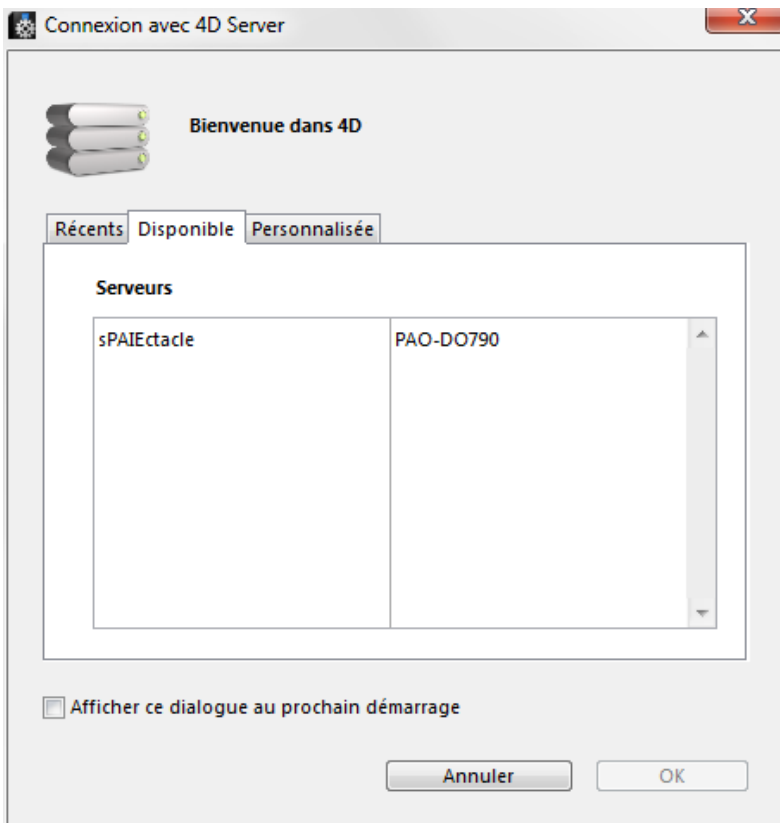 Connexion avec 4D Server
Bienvenue dans 4D
Récents Disponible Personnalisée
Serveurs
sPAIEctacle PAO-DO790
Afficher ce dialogue au prochain démarrage
Annuler OK